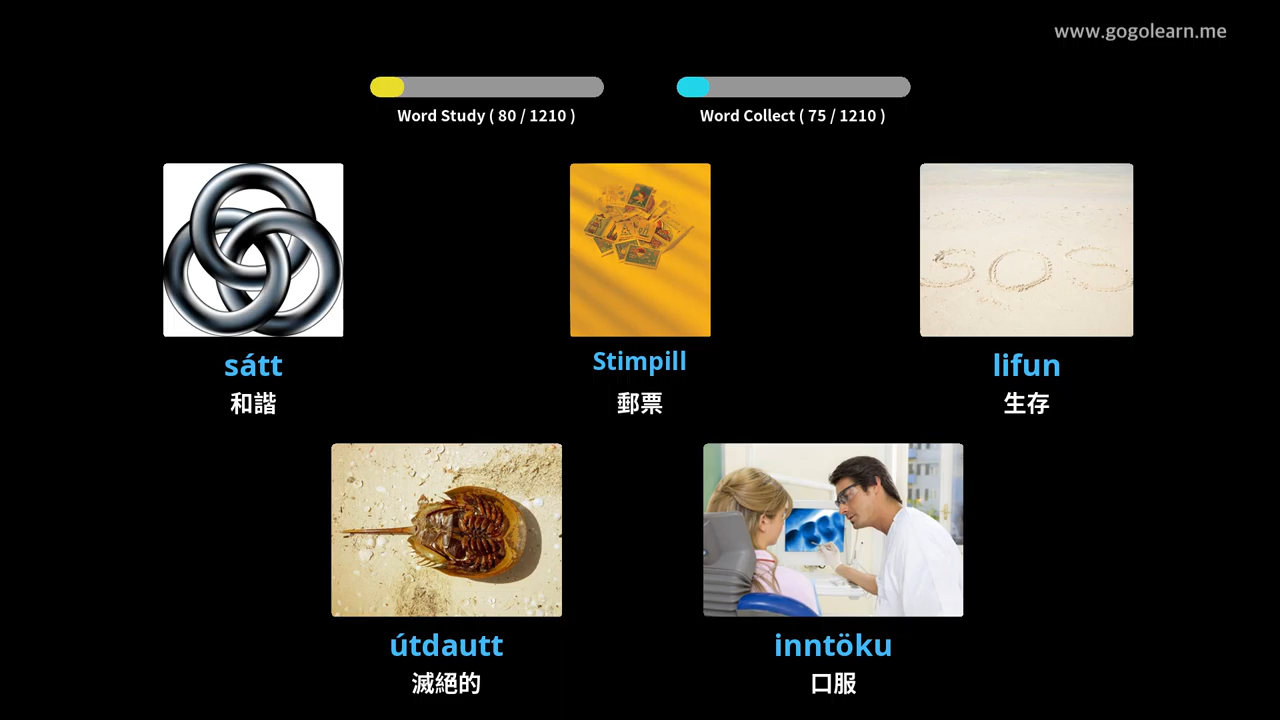 www.gogolearn.me
Word Study ( 80 / 1210 )
Word Collect ( 75 / 1210 )
SOS
sátt
Stimpill
lifun
和諧
郵票
生存
útdautt
inntöku
滅絕的
口服